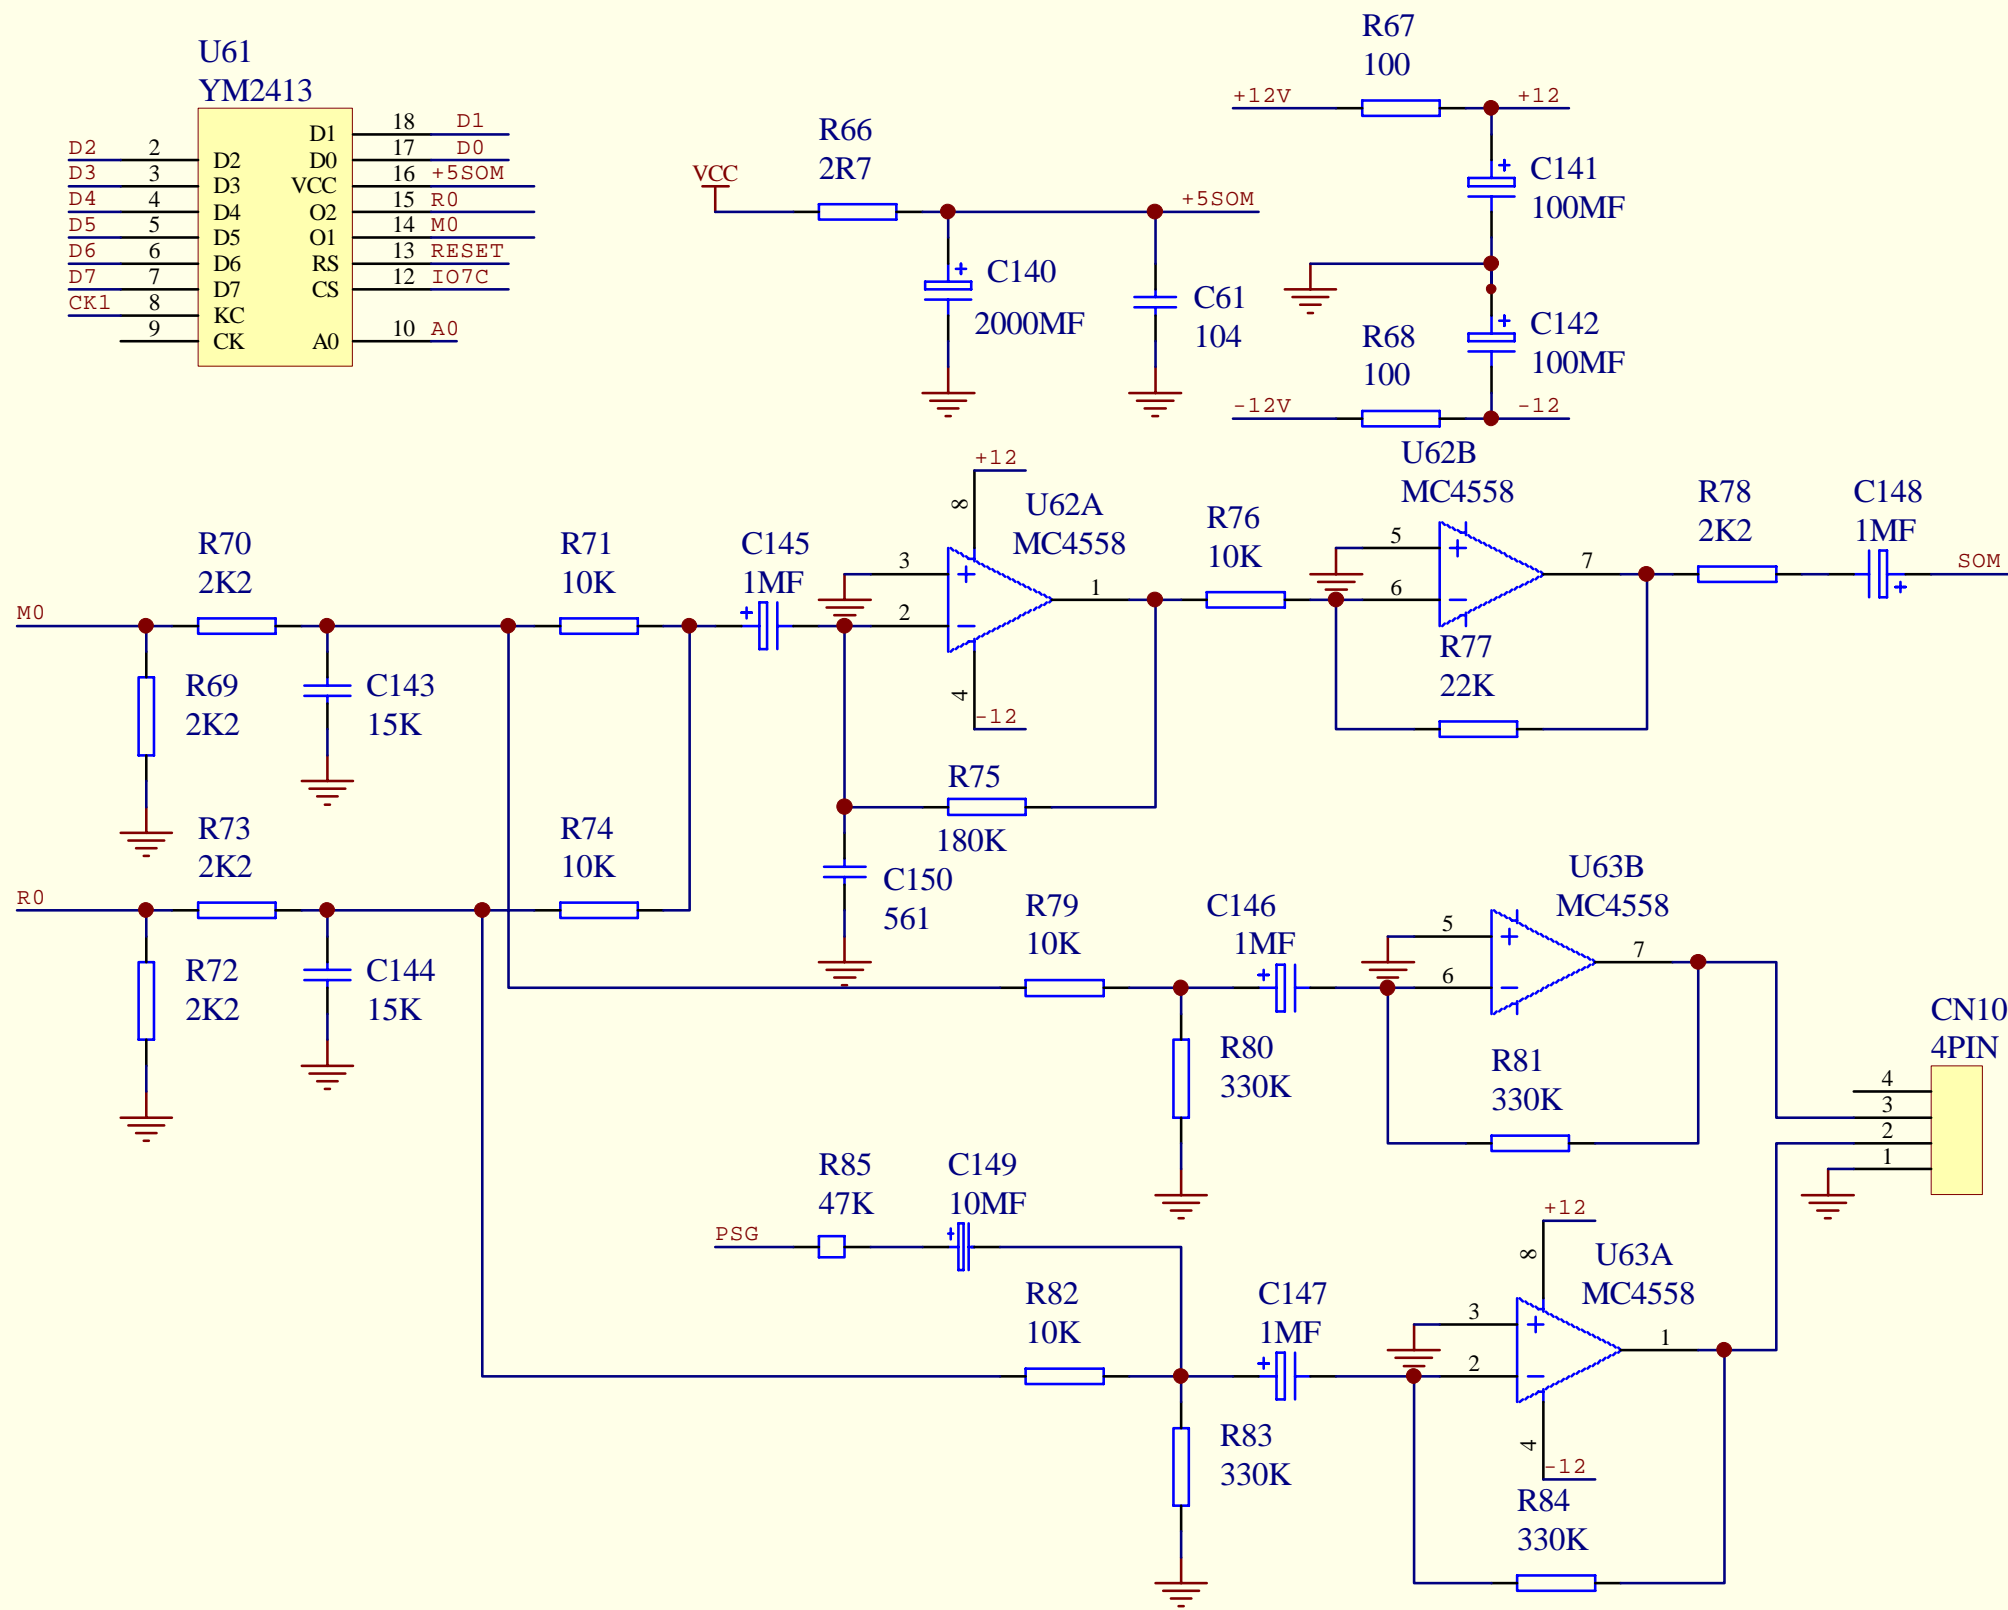 U61
YM2413
D2 2 D2
D3 3 D3
D4 4 D4
D5 5 D5
D6 6 D6
D7 7 D7
CK1 8 KC
9 CK
D1 18 D1
D0 17 D0
VCC 16 +5SOM
O2 15 R0
O1 14 M0
RS 13 RESET
CS 12 IO7C
A0 10 A0
VCC
R66
2R7
+5SOM
C140
2000MF
C61
104
R67
100
+12V
+12
C141
100MF
C142
100MF
R68
100
-12V
-12
M0
R70
2K2
R69
2K2
C143
15K
R71
10K
C145
1MF
+12
8
U62A
MC4558
3
2
1
4
-12
R75
180K
C150
561
R76
10K
U62B
MC4558
5
6
7
R77
22K
R78
2K2
C148
1MF
SOM
R0
R73
2K2
R72
2K2
C144
15K
R74
10K
R79
10K
C146
1MF
R80
330K
U63B
MC4558
5
6
7
R81
330K
CN10
4PIN
4
3
2
1
PSG
R85
47K
C149
10MF
R82
10K
C147
1MF
R83
330K
+12
8
U63A
MC4558
3
2
1
4
-12
R84
330K